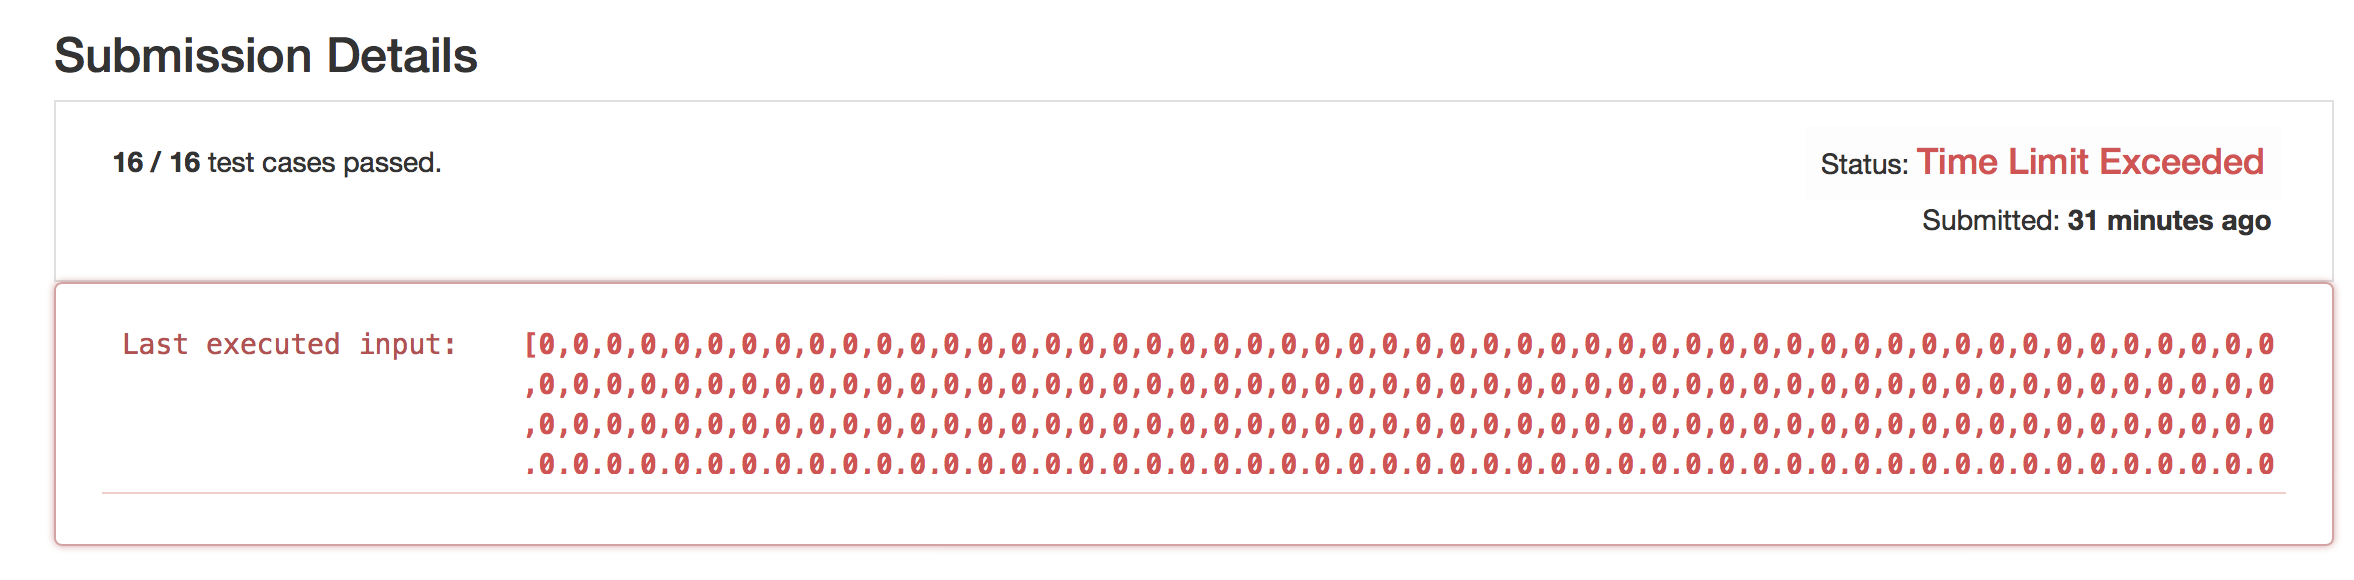 Submission Details
16 / 16 test cases passed.
Status: Time Limit Exceeded
Submitted: 31 minutes ago
Last executed input: [0,0,0,0,0,0,0,0,0,0,0,0,0,0,0,0,0,0,0,0,0,0,0,0,0,0,0,0,0,0,0,0,0,0,0,0,0,0,0,0,0,0,0,0,0,0,0,0,0,0,0,0
,0,0,0,0,0,0,0,0,0,0,0,0,0,0,0,0,0,0,0,0,0,0,0,0,0,0,0,0,0,0,0,0,0,0,0,0,0,0,0,0,0,0,0,0,0,0,0,0,0,0,0,0
,0,0,0,0,0,0,0,0,0,0,0,0,0,0,0,0,0,0,0,0,0,0,0,0,0,0,0,0,0,0,0,0,0,0,0,0,0,0,0,0,0,0,0,0,0,0,0,0,0,0,0,0
,0,0,0,0,0,0,0,0,0,0,0,0,0,0,0,0,0,0,0,0,0,0,0,0,0,0,0,0,0,0,0,0,0,0,0,0,0,0,0,0,0,0,0,0,0,0,0,0,0,0,0,0